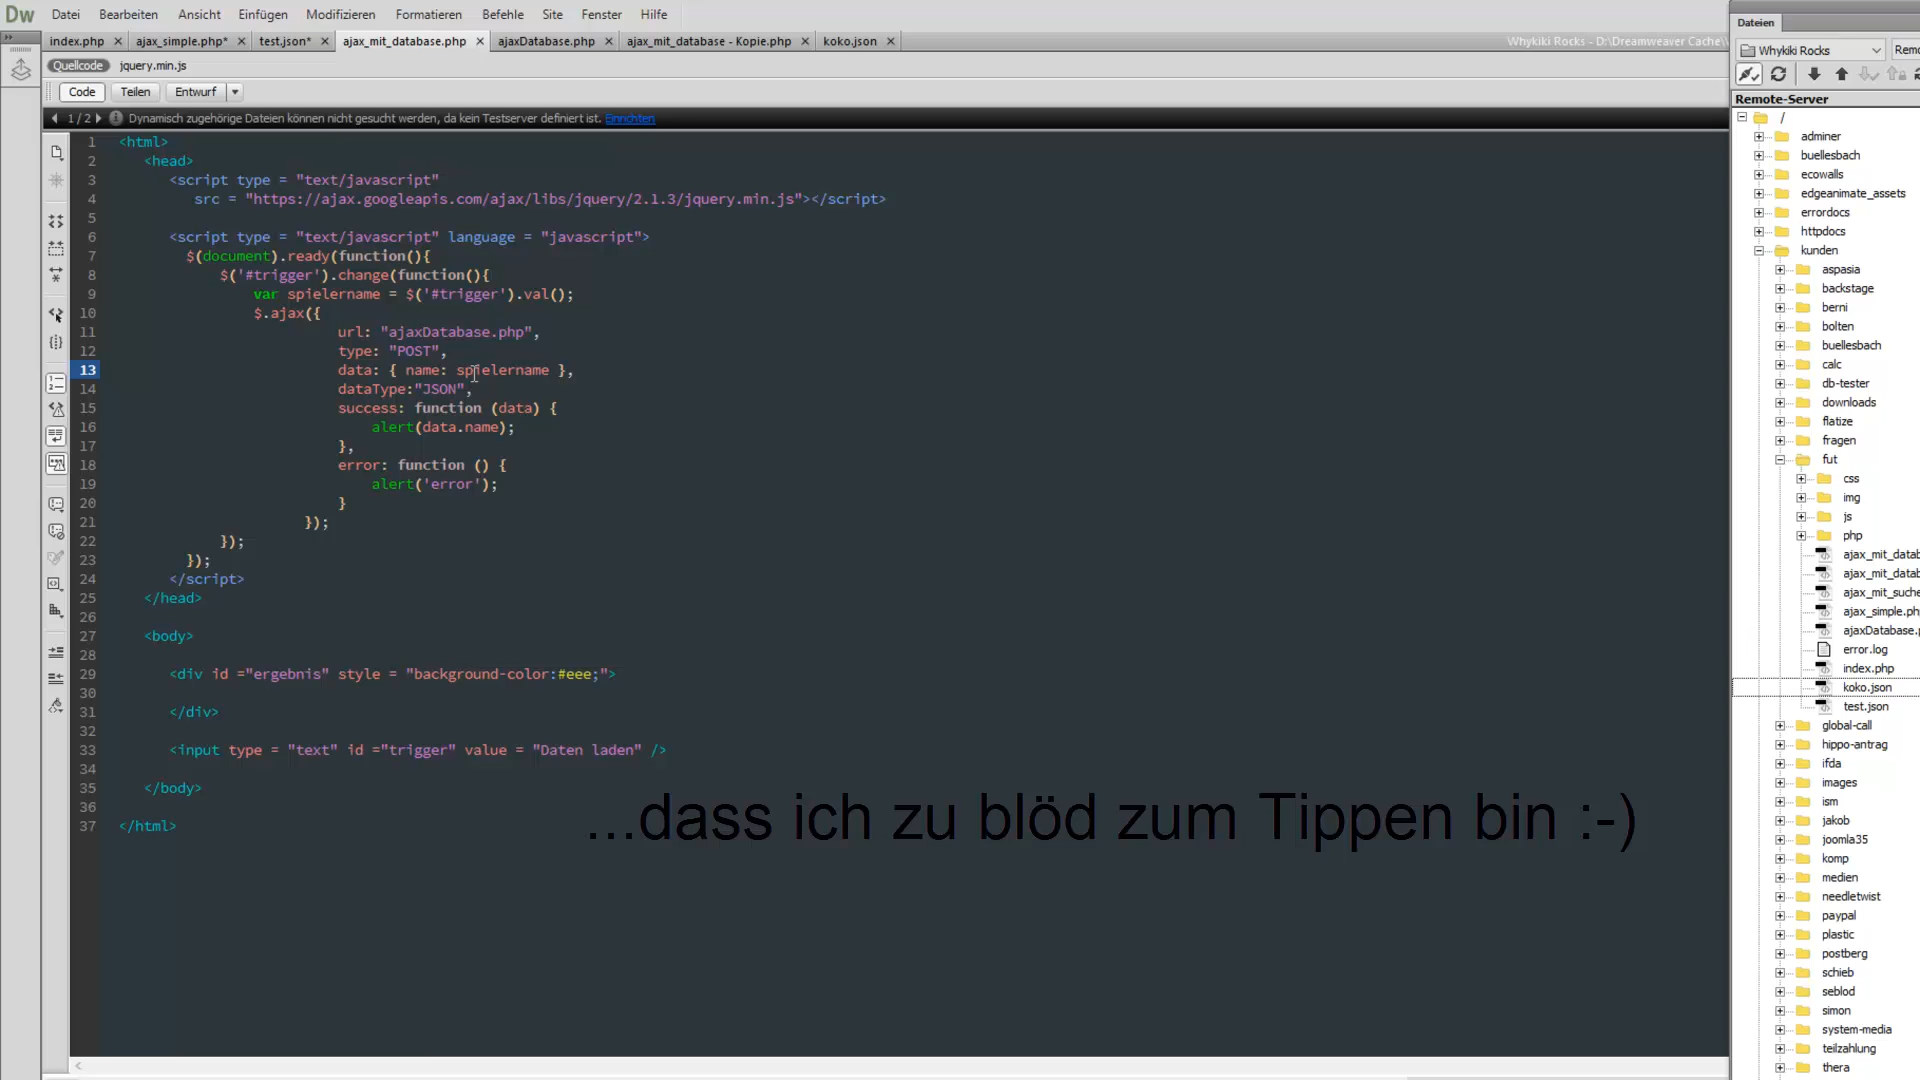 Dw Datei Bearbeiten Ansicht Einfügen Modifizieren Formatieren Befehle Site Fenster Hilfe
index.php ajax_simple.php* test.json* ajax_mit_database.php ajaxDatabase.php ajax_mit_database - Kopie.php koko.json Whykiki Rocks - D:\Dreamweaver Cache\
Quellcode jquery.min.js
Code Teilen Entwurf
1 / 2 Dynamisch zugehörige Dateien können nicht gesucht werden, da kein Testserver definiert ist. Einrichten
1 <html>
2 <head>
3 <script type = "text/javascript"
4 src = "https://ajax.googleapis.com/ajax/libs/jquery/2.1.3/jquery.min.js"></script>
5
6 <script type = "text/javascript" language = "javascript">
7 $(document).ready(function(){
8 $('#trigger').change(function(){
9 var spielername = $('#trigger').val();
10 $.ajax({
11 url: "ajaxDatabase.php",
12 type: "POST",
13 data: { name: spielername },
14 dataType:"JSON",
15 success: function (data) {
16 alert(data.name);
17 },
18 error: function () {
19 alert('error');
20 }
21 });
22 });
23 });
24 </script>
25 </head>
26
27 <body>
28
29 <div id ="ergebnis" style = "background-color:#eee;">
30
31 </div>
32
33 <input type = "text" id ="trigger" value = "Daten laden" />
34
35 </body>
36
37 </html>
...dass ich zu blöd zum Tippen bin :-)
Dateien
Whykiki Rocks Remo
Remote-Server
/
adminer
buellesbach
ecowalls
edgeanimate_assets
errordocs
httpdocs
kunden
aspasia
backstage
berni
bolten
buellesbach
calc
db-tester
downloads
flatize
fragen
fut
css
img
js
php
ajax_mit_datab
ajax_mit_datab
ajax_mit_suche
ajax_simple.ph
ajaxDatabase.p
error.log
index.php
koko.json
test.json
global-call
hippo-antrag
ifda
images
ism
jakob
joomla35
komp
medien
needletwist
paypal
plastic
postberg
schieb
seblod
simon
system-media
teilzahlung
thera